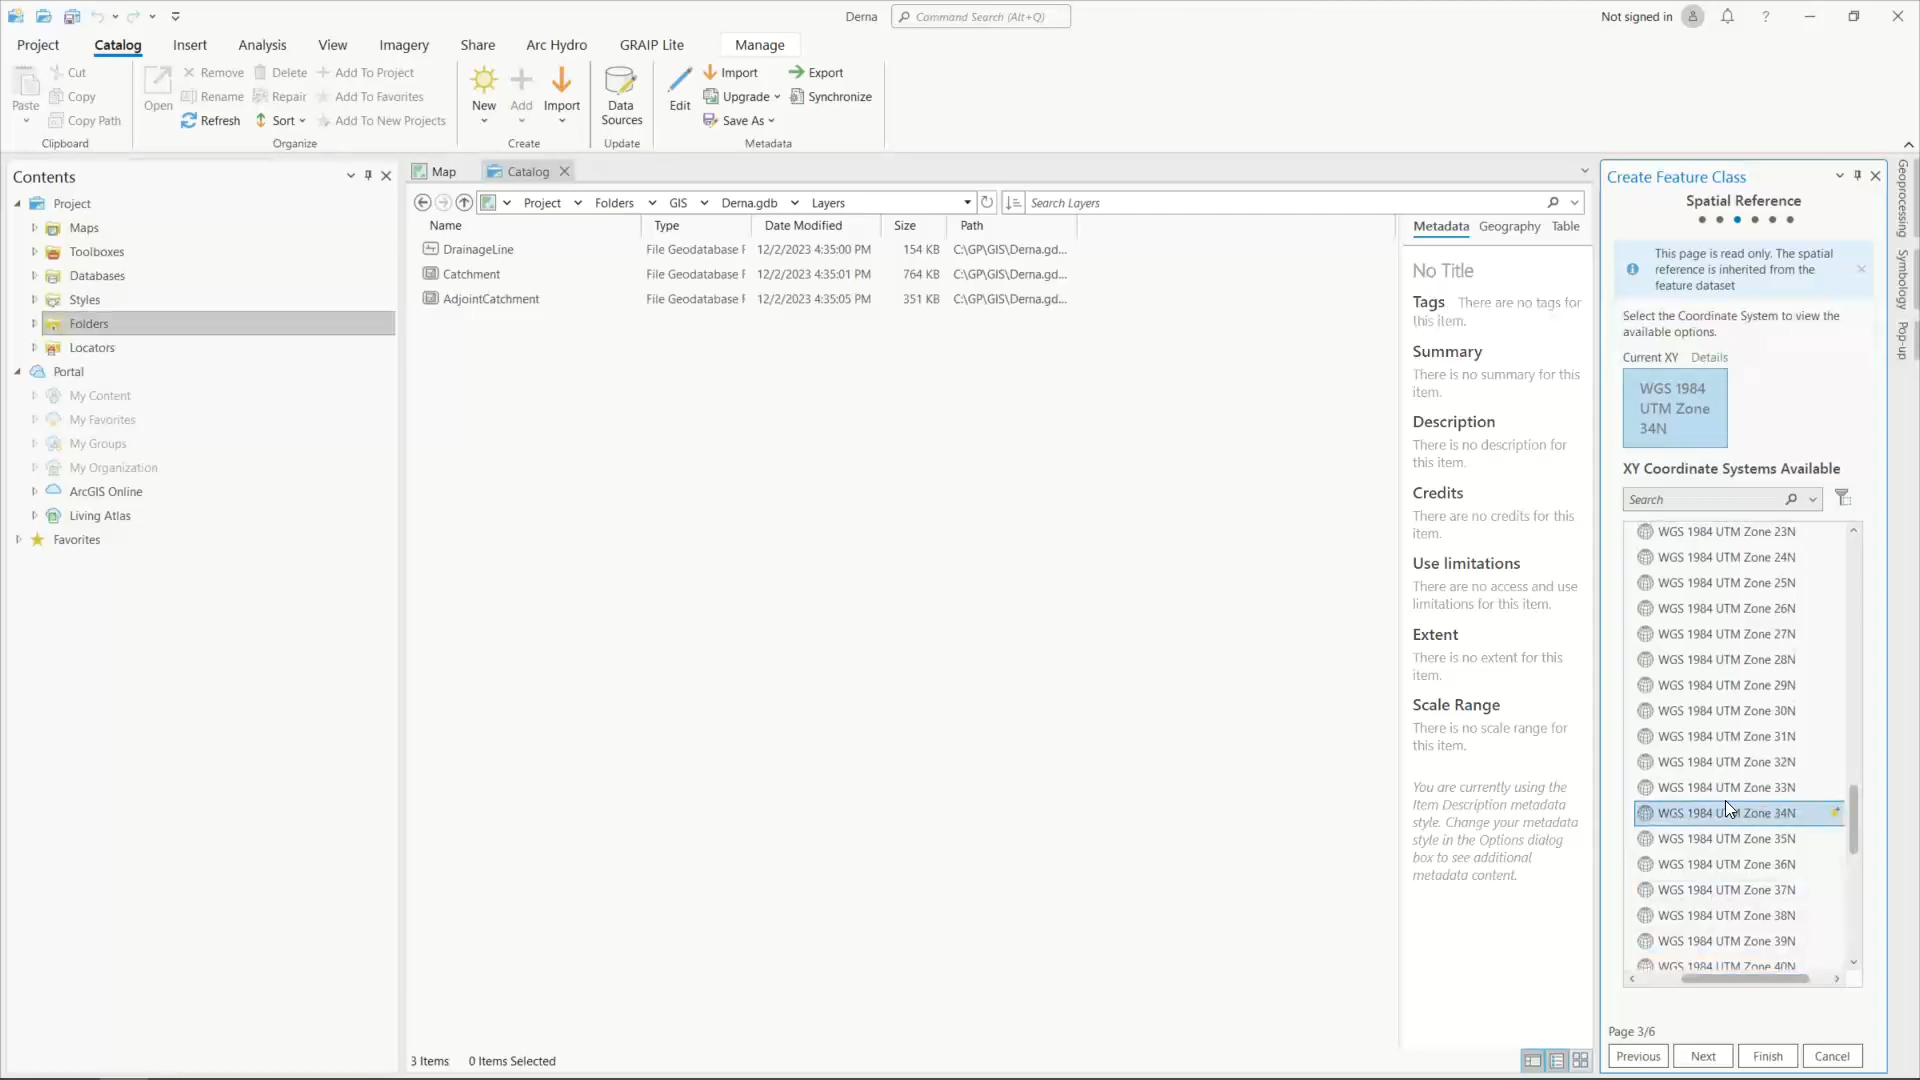 Derna
Command Search (Alt+Q)
Not signed in
Project
Catalog
Insert
Analysis
View
Imagery
Share
Arc Hydro
GRAIP Lite
Manage
Paste
Cut
Copy
Copy Path
Clipboard
Open
Remove
Rename
Refresh
Delete
Repair
Sort
Add To Project
Add To Favorites
Add To New Projects
Organize
New
Add
Import
Create
Data
Sources
Update
Edit
Import
Upgrade
Save As
Export
Synchronize
Metadata
Contents
Project
Maps
Toolboxes
Databases
Styles
Folders
Locators
Portal
My Content
My Favorites
My Groups
My Organization
ArcGIS Online
Living Atlas
Favorites
Map
Catalog
Project
Folders
GIS
Derna.gdb
Layers
Search Layers
Name
Type
Date Modified
Size
Path
DrainageLine
File Geodatabase F
12/2/2023 4:35:00 PM
154 KB
C:\GP\GIS\Derna.gd...
Catchment
File Geodatabase F
12/2/2023 4:35:01 PM
764 KB
C:\GP\GIS\Derna.gd...
AdjointCatchment
File Geodatabase F
12/2/2023 4:35:05 PM
351 KB
C:\GP\GIS\Derna.gd...
3 Items
0 Items Selected
Metadata
Geography
Table
No Title
Tags There are no tags for
this item.
Summary
There is no summary for this
item.
Description
There is no description for
this item.
Credits
There are no credits for this
item.
Use limitations
There are no access and use
limitations for this item.
Extent
There is no extent for this
item.
Scale Range
There is no scale range for
this item.
You are currently using the
Item Description metadata
style. Change your metadata
style in the Options dialog
box to see additional
metadata content.
Create Feature Class
Spatial Reference
This page is read only. The spatial
reference is inherited from the
feature dataset
Select the Coordinate System to view the
available options.
Current XY
Details
WGS 1984
UTM Zone
34N
XY Coordinate Systems Available
Search
WGS 1984 UTM Zone 23N
WGS 1984 UTM Zone 24N
WGS 1984 UTM Zone 25N
WGS 1984 UTM Zone 26N
WGS 1984 UTM Zone 27N
WGS 1984 UTM Zone 28N
WGS 1984 UTM Zone 29N
WGS 1984 UTM Zone 30N
WGS 1984 UTM Zone 31N
WGS 1984 UTM Zone 32N
WGS 1984 UTM Zone 33N
WGS 1984 UTM Zone 34N
WGS 1984 UTM Zone 35N
WGS 1984 UTM Zone 36N
WGS 1984 UTM Zone 37N
WGS 1984 UTM Zone 38N
WGS 1984 UTM Zone 39N
WGS 1984 UTM Zone 40N
Page 3/6
Previous
Next
Finish
Cancel
Geoprocessing
Symbology
Pop-up